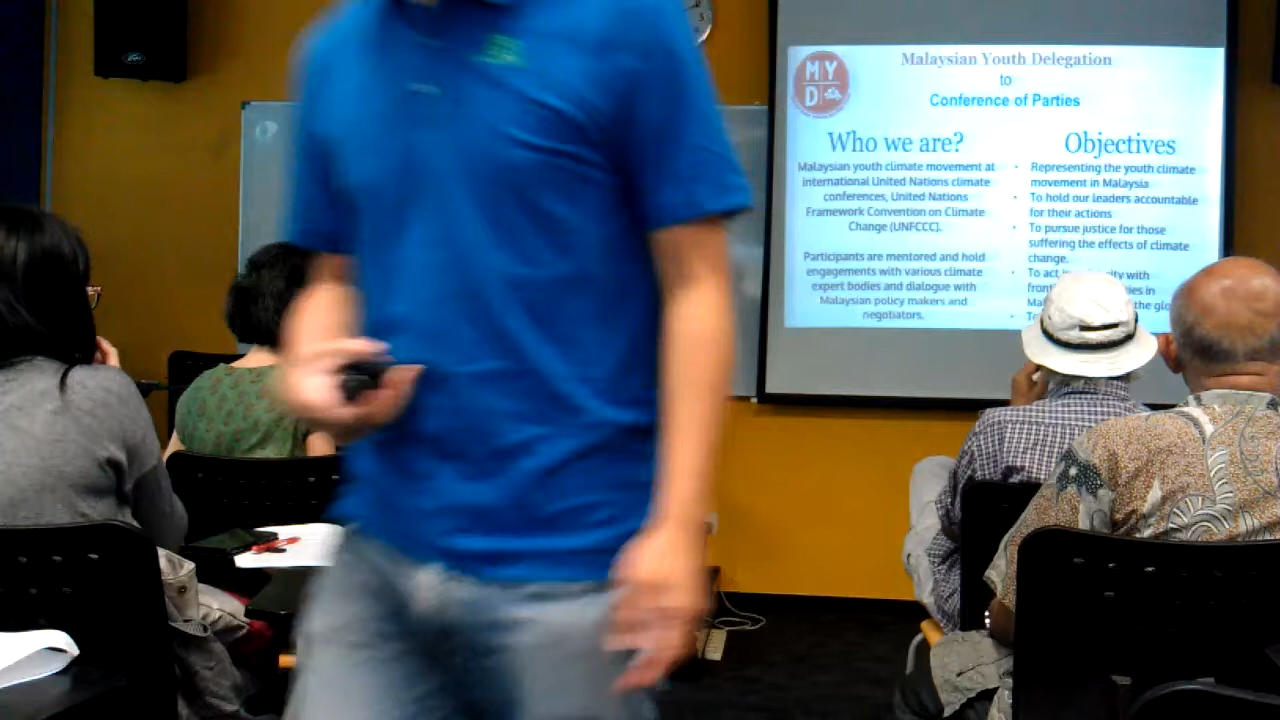 MY
D
Malaysian Youth Delegation
to
Conference of Parties
Who we are?
Malaysian youth climate movement at
international United Nations climate
conferences, United Nations
Framework Convention on Climate
Change (UNFCCC).
Participants are mentored and hold
engagements with various climate
expert bodies and dialogue with
Malaysian policy makers and
negotiators.
Objectives
• Representing the youth climate
movement in Malaysia
• To hold our leaders accountable
for their actions
• To pursue justice for those
suffering the effects of climate
change.
• To act with
in
the